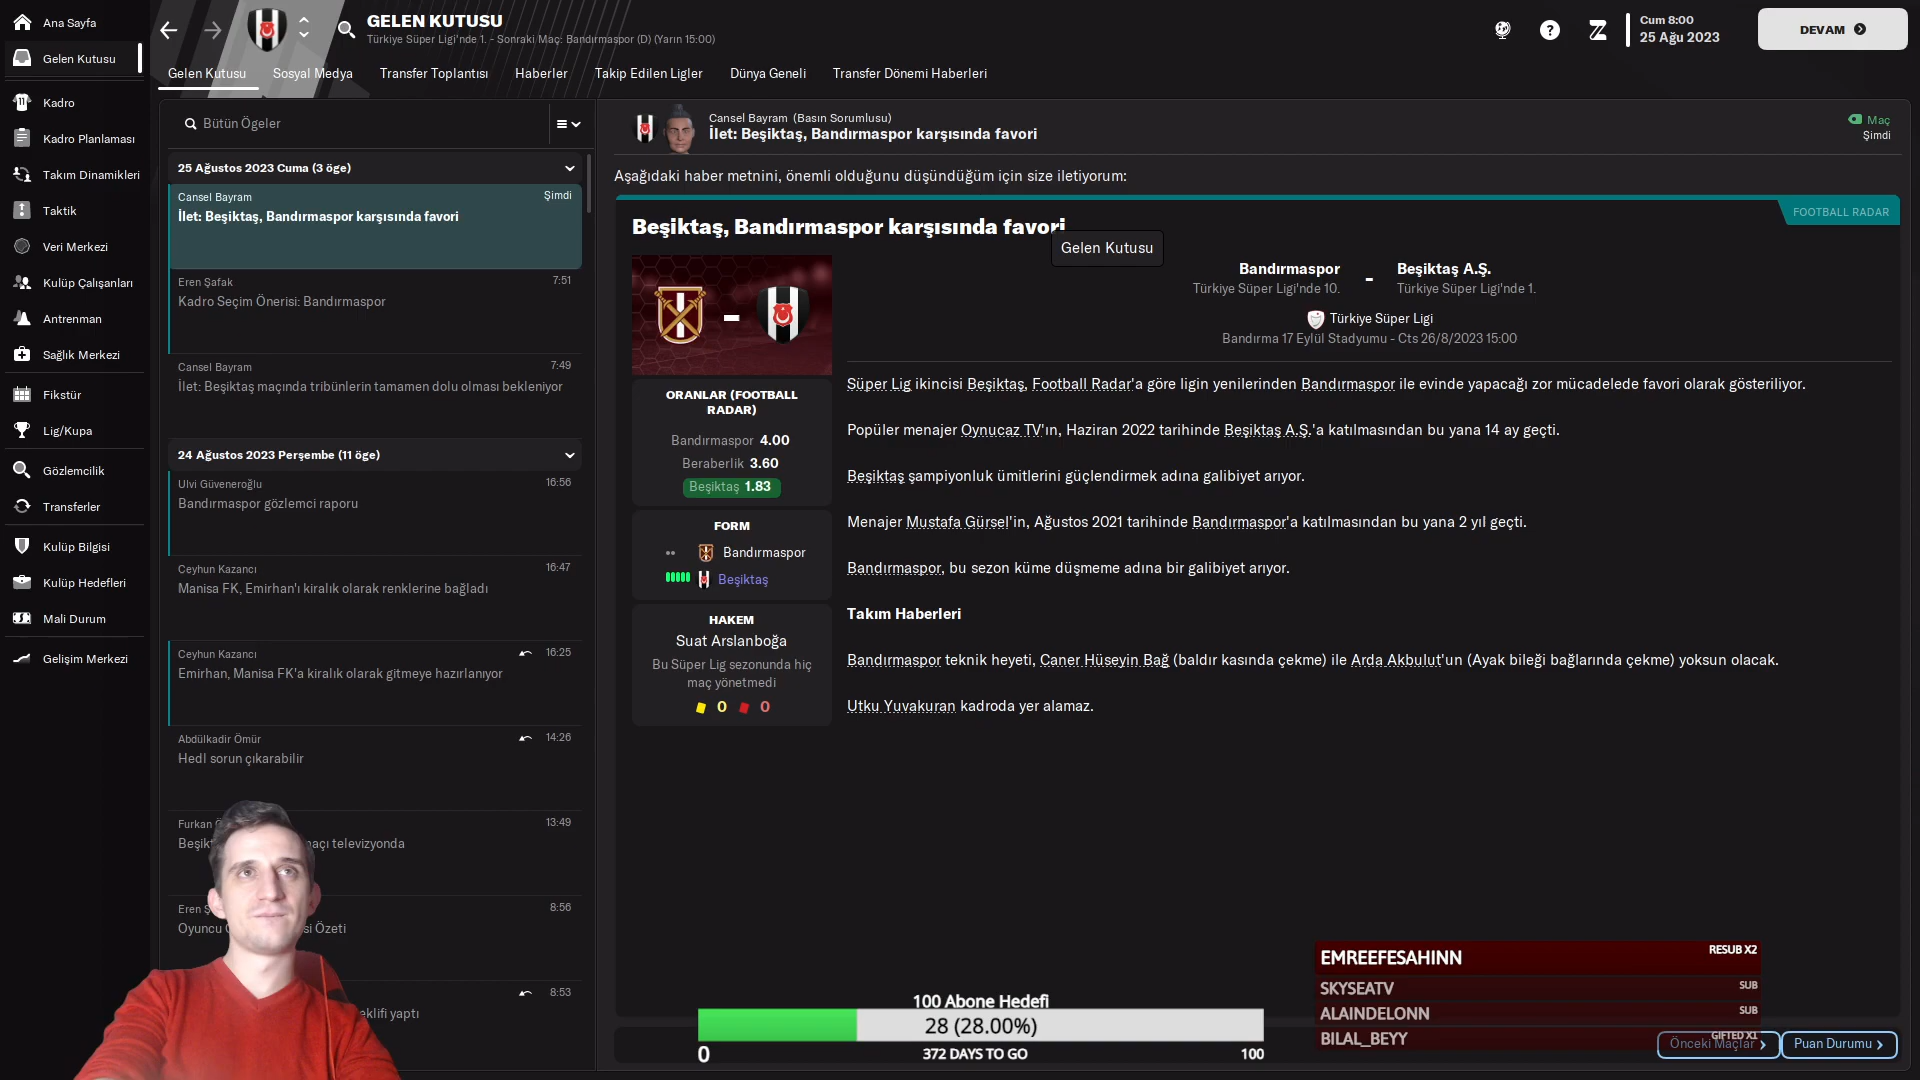 Ana Sayfa
Gelen Kutusu
Kadro
Kadro Planlaması
Takım Dinamikleri
Taktik
Veri Merkezi
Kulüp Çalışanları
Antrenman
Sağlık Merkezi
Fikstür
Lig/Kupa
Gözlemcilik
Transferler
Kulüp Bilgisi
Kulüp Hedefleri
Mali Durum
Gelişim Merkezi
GELEN KUTUSU
Türkiye Süper Ligi'nde 1. - Sonraki Maç: Bandırmaspor (D) (Yarın 15:00)
Cum 8:00
25 Ağu 2023
DEVAM
Gelen Kutusu Sosyal Medya Transfer Toplantısı Haberler Takip Edilen Ligler Dünya Geneli Transfer Dönemi Haberleri
Bütün Ögeler
25 Ağustos 2023 Cuma (3 öge)
Cansel Bayram Şimdi
İlet: Beşiktaş, Bandırmaspor karşısında favori
Eren Şafak 7:51
Kadro Seçim Önerisi: Bandırmaspor
Cansel Bayram 7:49
İlet: Beşiktaş maçında tribünlerin tamamen dolu olması bekleniyor
24 Ağustos 2023 Perşembe (11 öge)
Ulvi Güveneroğlu 16:56
Bandırmaspor gözlemci raporu
Ceyhun Kazancı 16:47
Manisa FK, Emirhan'ı kiralık olarak renklerine bağladı
Ceyhun Kazancı 16:25
Emirhan, Manisa FK'a kiralık olarak gitmeye hazırlanıyor
Abdülkadir Ömür 14:26
Hedl sorun çıkarabilir
Furkan 13:49
televizyonda
Eren 8:56
Oyuncu Özeti
8:53
yaptı
Cansel Bayram (Basın Sorumlusu)
İlet: Beşiktaş, Bandırmaspor karşısında favori
Maç
Şimdi
Aşağıdaki haber metnini, önemli olduğunu düşündüğüm için size iletiyorum:
FOOTBALL RADAR
Beşiktaş, Bandırmaspor karşısında favori
Gelen Kutusu
Bandırmaspor - Beşiktaş A.Ş.
Türkiye Süper Ligi'nde 10. Türkiye Süper Ligi'nde 1.
Türkiye Süper Ligi
Bandırma 17 Eylül Stadyumu - Cts 26/8/2023 15:00
ORANLAR (FOOTBALL
RADAR)
Bandırmaspor 4.00
Beraberlik 3.60
Beşiktaş 1.83
FORM
Bandırmaspor
Beşiktaş
HAKEM
Suat Arslanboğa
Bu Süper Lig sezonunda hiç
maç yönetmedi
0 0
Süper Lig ikincisi Beşiktaş, Football Radar'a göre ligin yenilerinden Bandırmaspor ile evinde yapacağı zor mücadelede favori olarak gösteriliyor.
Popüler menajer Oynucaz TV'ın, Haziran 2022 tarihinde Beşiktaş A.Ş.'a katılmasından bu yana 14 ay geçti.
Beşiktaş şampiyonluk ümitlerini güçlendirmek adına galibiyet arıyor.
Menajer Mustafa Gürsel'in, Ağustos 2021 tarihinde Bandırmaspor'a katılmasından bu yana 2 yıl geçti.
Bandırmaspor, bu sezon küme düşmeme adına bir galibiyet arıyor.
Takım Haberleri
Bandırmaspor teknik heyeti, Caner Hüseyin Bağ (baldır kasında çekme) ile Arda Akbulut'un (Ayak bileği bağlarında çekme) yoksun olacak.
Utku Yuvakuran kadroda yer alamaz.
100 Abone Hedefi
28 (28.00%)
0 372 DAYS TO GO 100
EMREEFESAHINN RESUB X2
SKYSEATV SUB
ALAINDELONN SUB
BILAL_BEYY GIFTED X1
Önceki Maçlar Puan Durumu